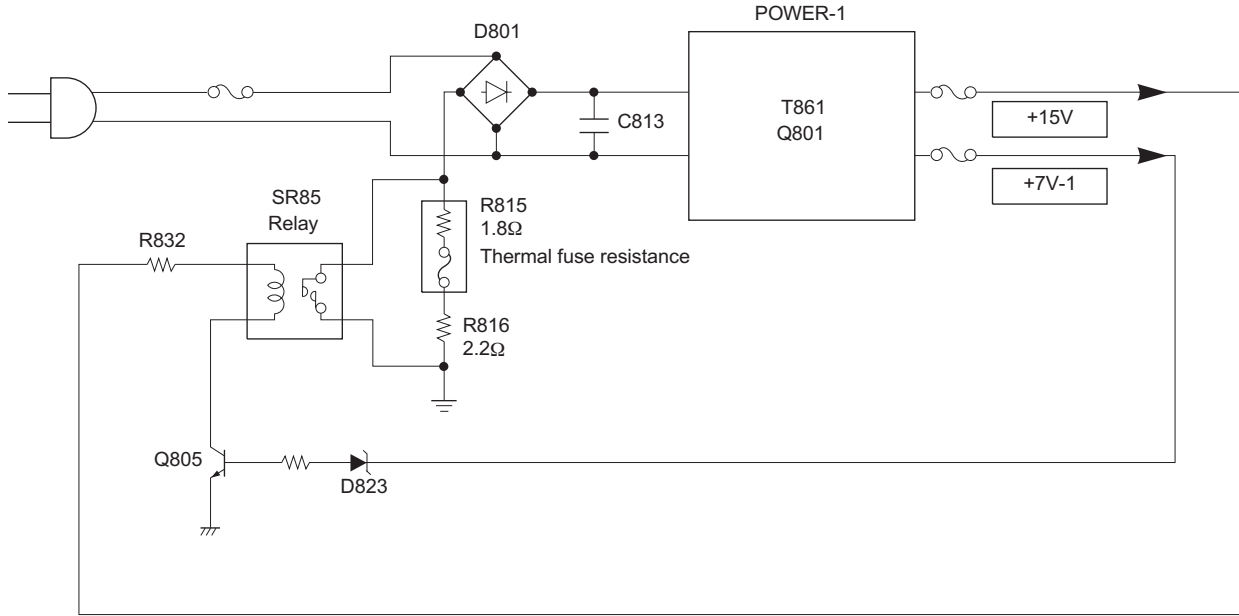 POWER-1
D801
T861
Q801
C813
+15V
+7V-1
SR85
Relay
R815
1.8Ω
Thermal fuse resistance
R832
R816
2.2Ω
Q805
D823